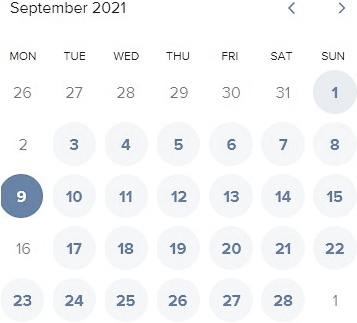 September 2021
MON TUE WED THU FRI SAT SUN
26 27 28 29 30 31 1
2 3 4 5 6 7 8
9 10 11 12 13 14 15
16 17 18 19 20 21 22
23 24 25 26 27 28 1